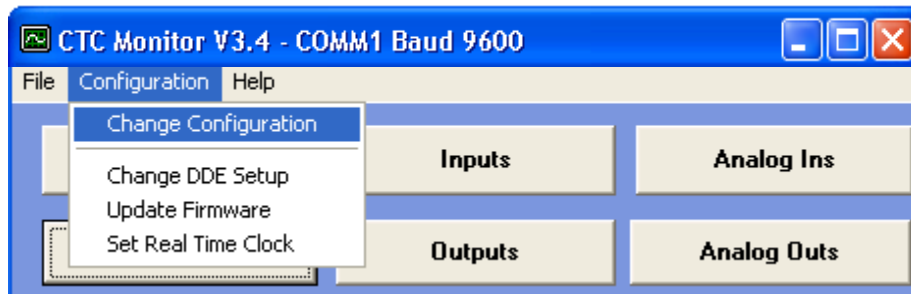 CTC Monitor V3.4 - COMM1 Baud 9600
File Configuration Help
Change Configuration
Change DDE Setup
Update Firmware
Set Real Time Clock
Inputs
Analog Ins
Outputs
Analog Outs